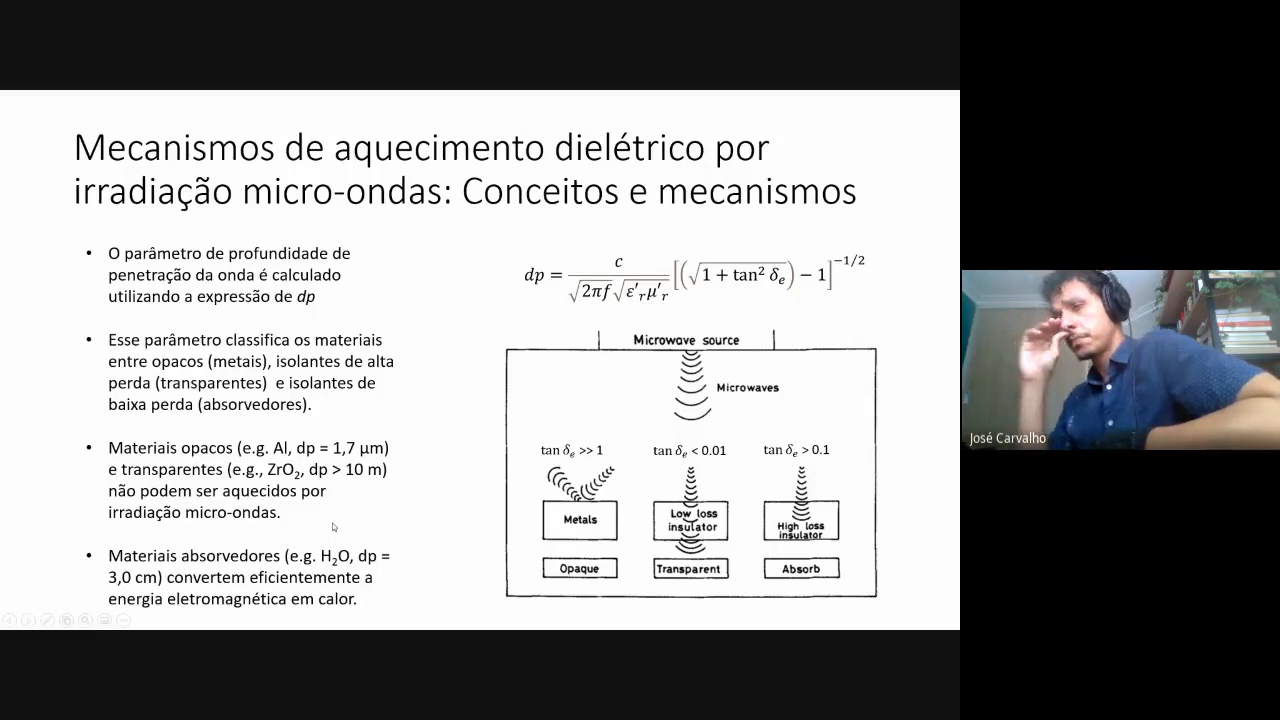 Mecanismos de aquecimento dielétrico por
irradiação micro-ondas: Conceitos e mecanismos
• O parâmetro de profundidade de
penetração da onda é calculado
utilizando a expressão de dp
• Esse parâmetro classifica os materiais
entre opacos (metais), isolantes de alta
perda (transparentes) e isolantes de
baixa perda (absorvedores).
• Materiais opacos (e.g. Al, dp = 1,7 µm)
e transparentes (e.g., ZrO₂, dp > 10 m)
não podem ser aquecidos por
irradiação micro-ondas.
• Materiais absorvedores (e.g. H₂O, dp =
3,0 cm) convertem eficientemente a
energia eletromagnética em calor.
dp = c / (√2πf √ε′ᵣμ′ᵣ) [(√1 + tan² δₑ) − 1]^−1/2
Microwave source
Microwaves
tan δₑ >> 1
tan δₑ < 0.01
tan δₑ > 0.1
Metals
Low loss
insulator
High loss
insulator
Opaque
Transparent
Absorb
José Carvalho